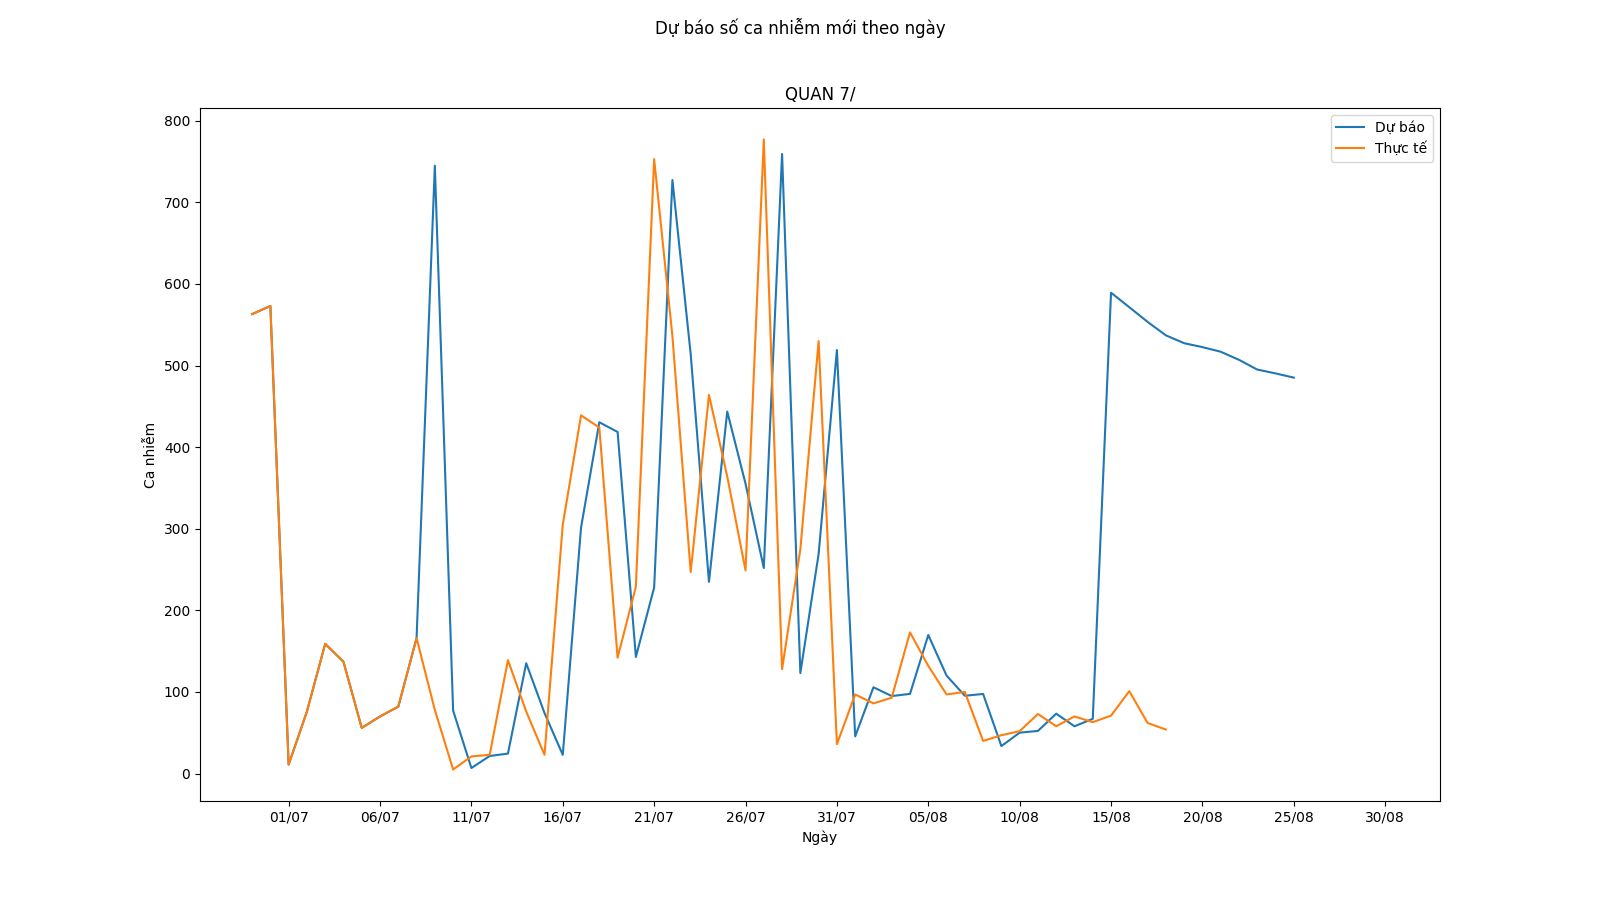 Dự báo số ca nhiễm mới theo ngày
QUAN 7/
Dự báo
Thực tế
800
700
600
500
400
300
200
100
0
Ca nhiễm
01/07 06/07 11/07 16/07 21/07 26/07 31/07 05/08 10/08 15/08 20/08 25/08 30/08
Ngày